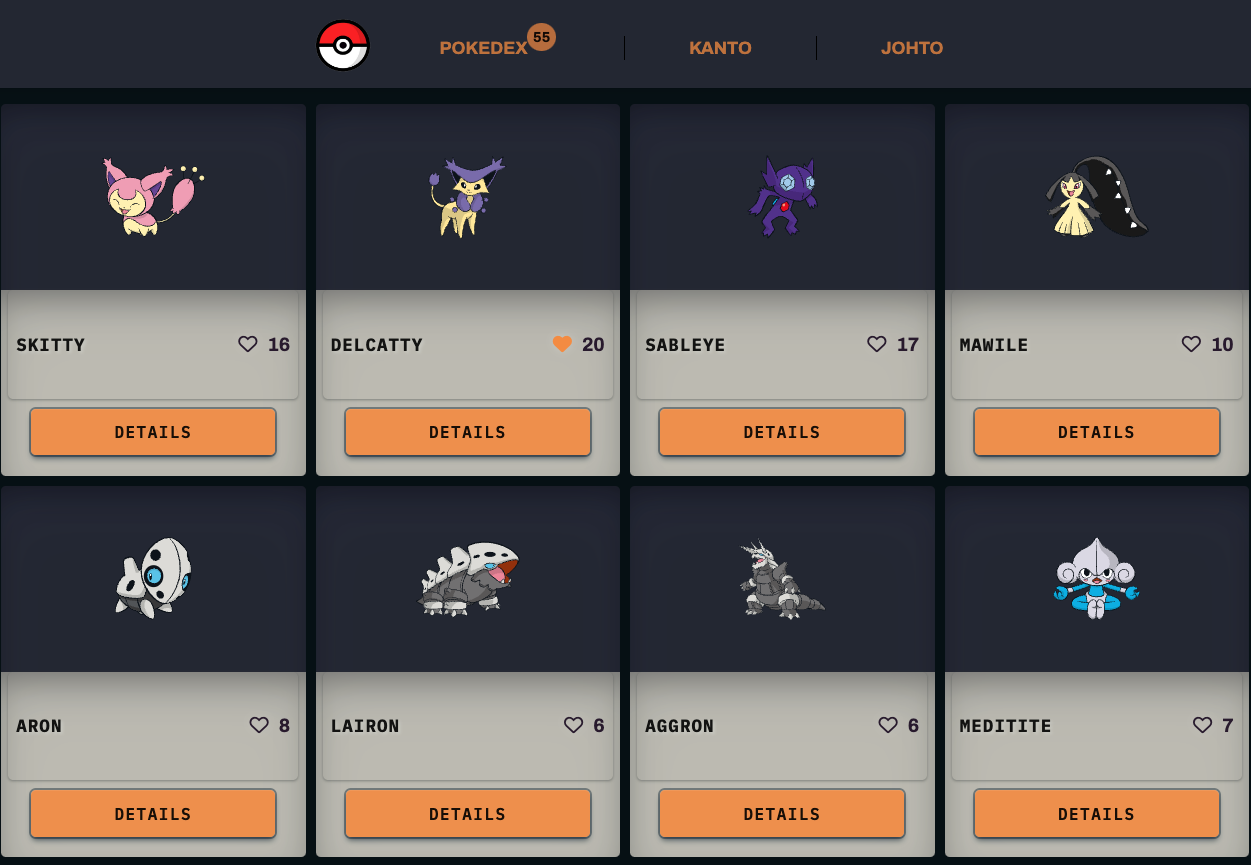 POKEDEX 55 KANTO JOHTO
SKITTY 16 DELCATTY 20 SABLEYE 17 MAWILE 10
DETAILS DETAILS DETAILS DETAILS
ARON 8 LAIRON 6 AGGRON 6 MEDITITE 7
DETAILS DETAILS DETAILS DETAILS